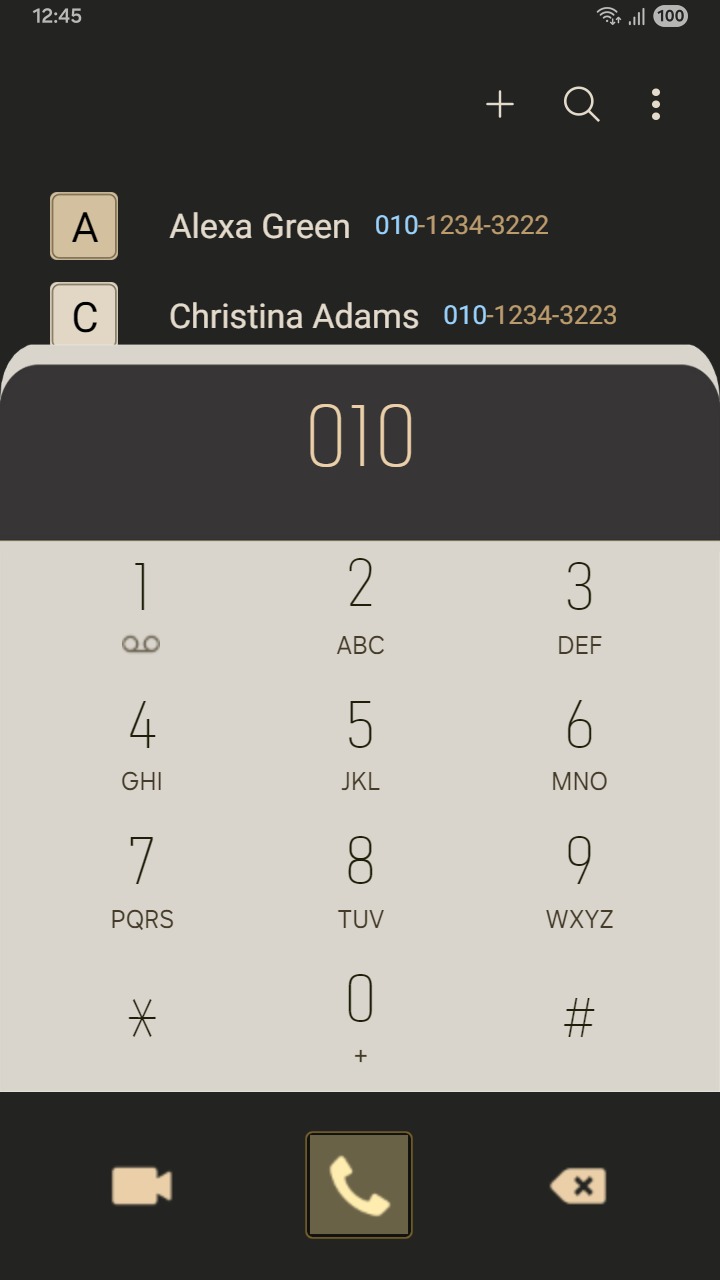 12:45 100
A Alexa Green 010-1234-3222
C Christina Adams 010-1234-3223
010
1 2 3
ABC DEF
4 5 6
GHI JKL MNO
7 8 9
PQRS TUV WXYZ
* 0 #
+